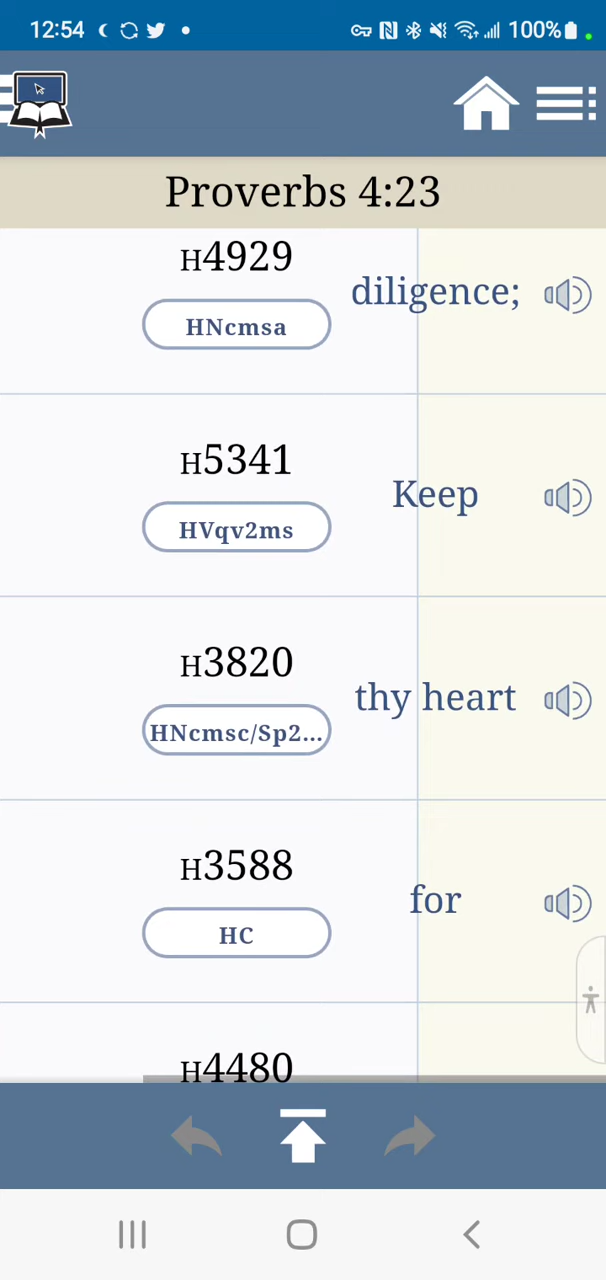 12:54 100%
Proverbs 4:23
H4929
diligence;
HNcmsa
H5341
Keep
HVqv2ms
H3820
thy heart
HNcmsc/Sp2...
H3588
for
HC
H4480